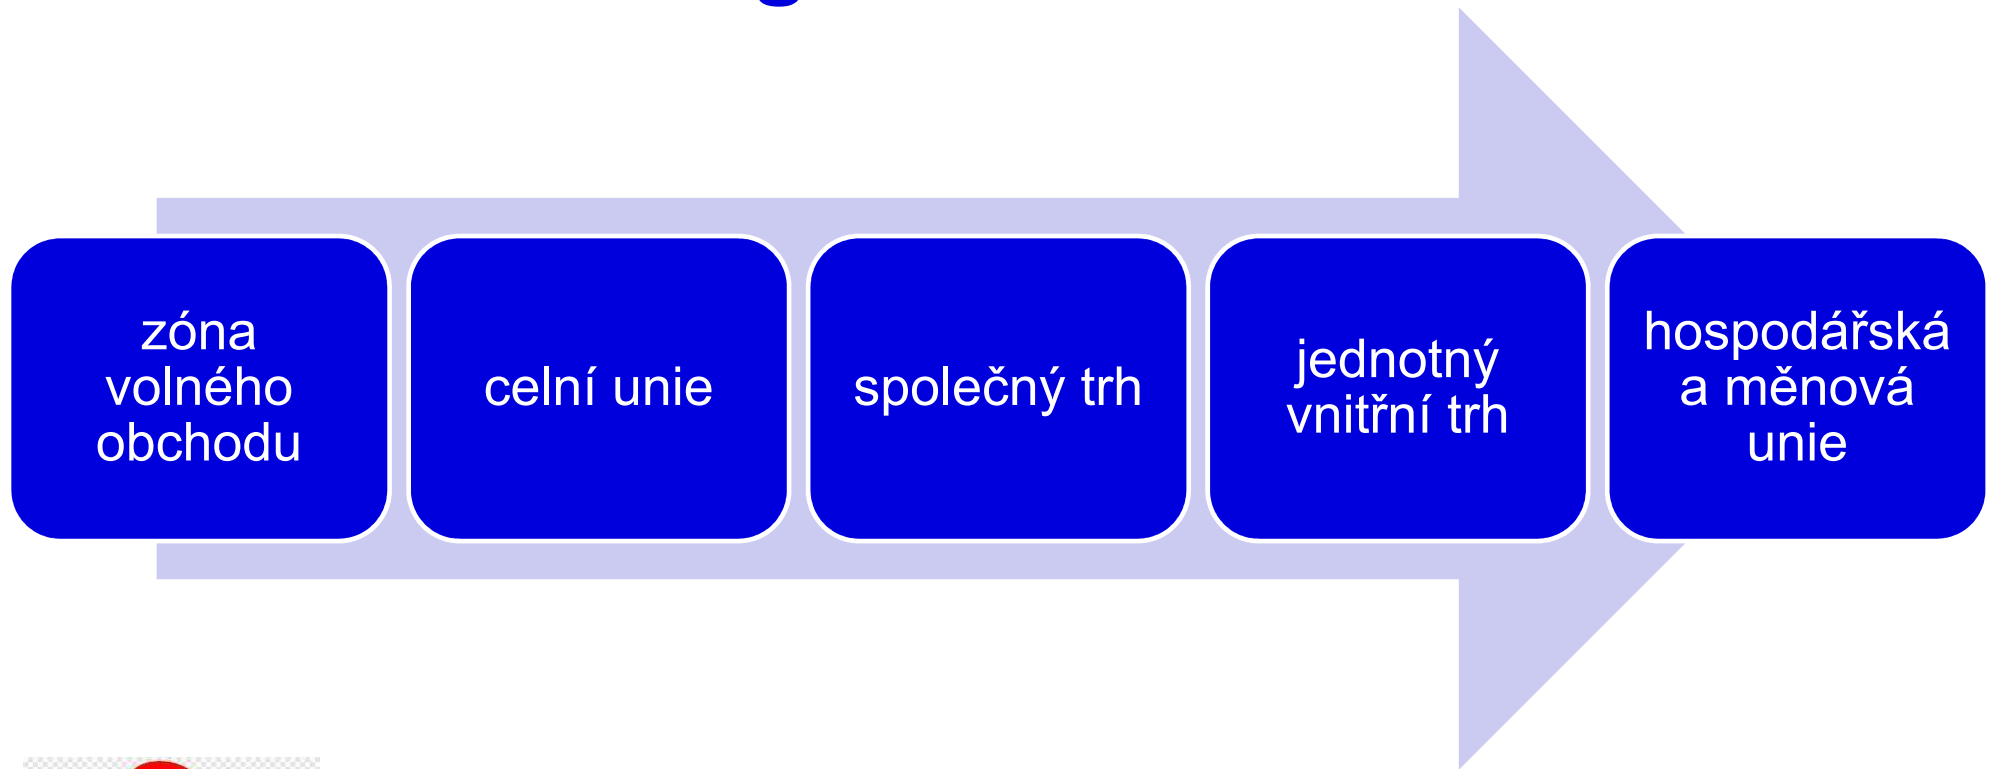 zóna
volného
obchodu
celní unie
společný trh
jednotný
vnitřní trh
hospodářská
a měnová
unie